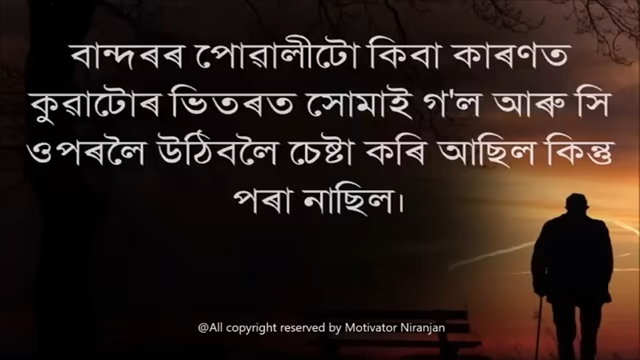 বান্দৰৰ পোৱালীটো কিবা কাৰণত
কুৱাটোৰ ভিতৰত সোমাই গ'ল আৰু সি
ওপৰলৈ উঠিবলৈ চেষ্টা কৰি আছিল কিন্তু
পৰা নাছিল।
@All copyright reserved by Motivator Niranjan